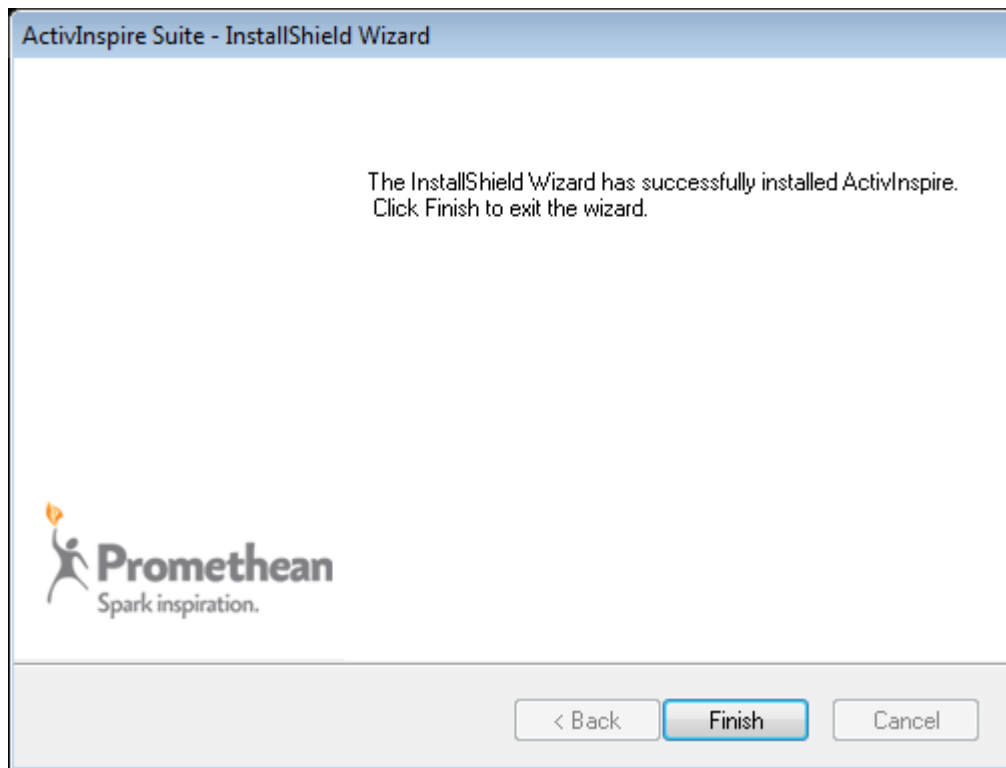 ActivInspire Suite - InstallShield Wizard
The InstallShield Wizard has successfully installed ActivInspire.
Click Finish to exit the wizard.
Promethean
Spark inspiration.
< Back Finish Cancel